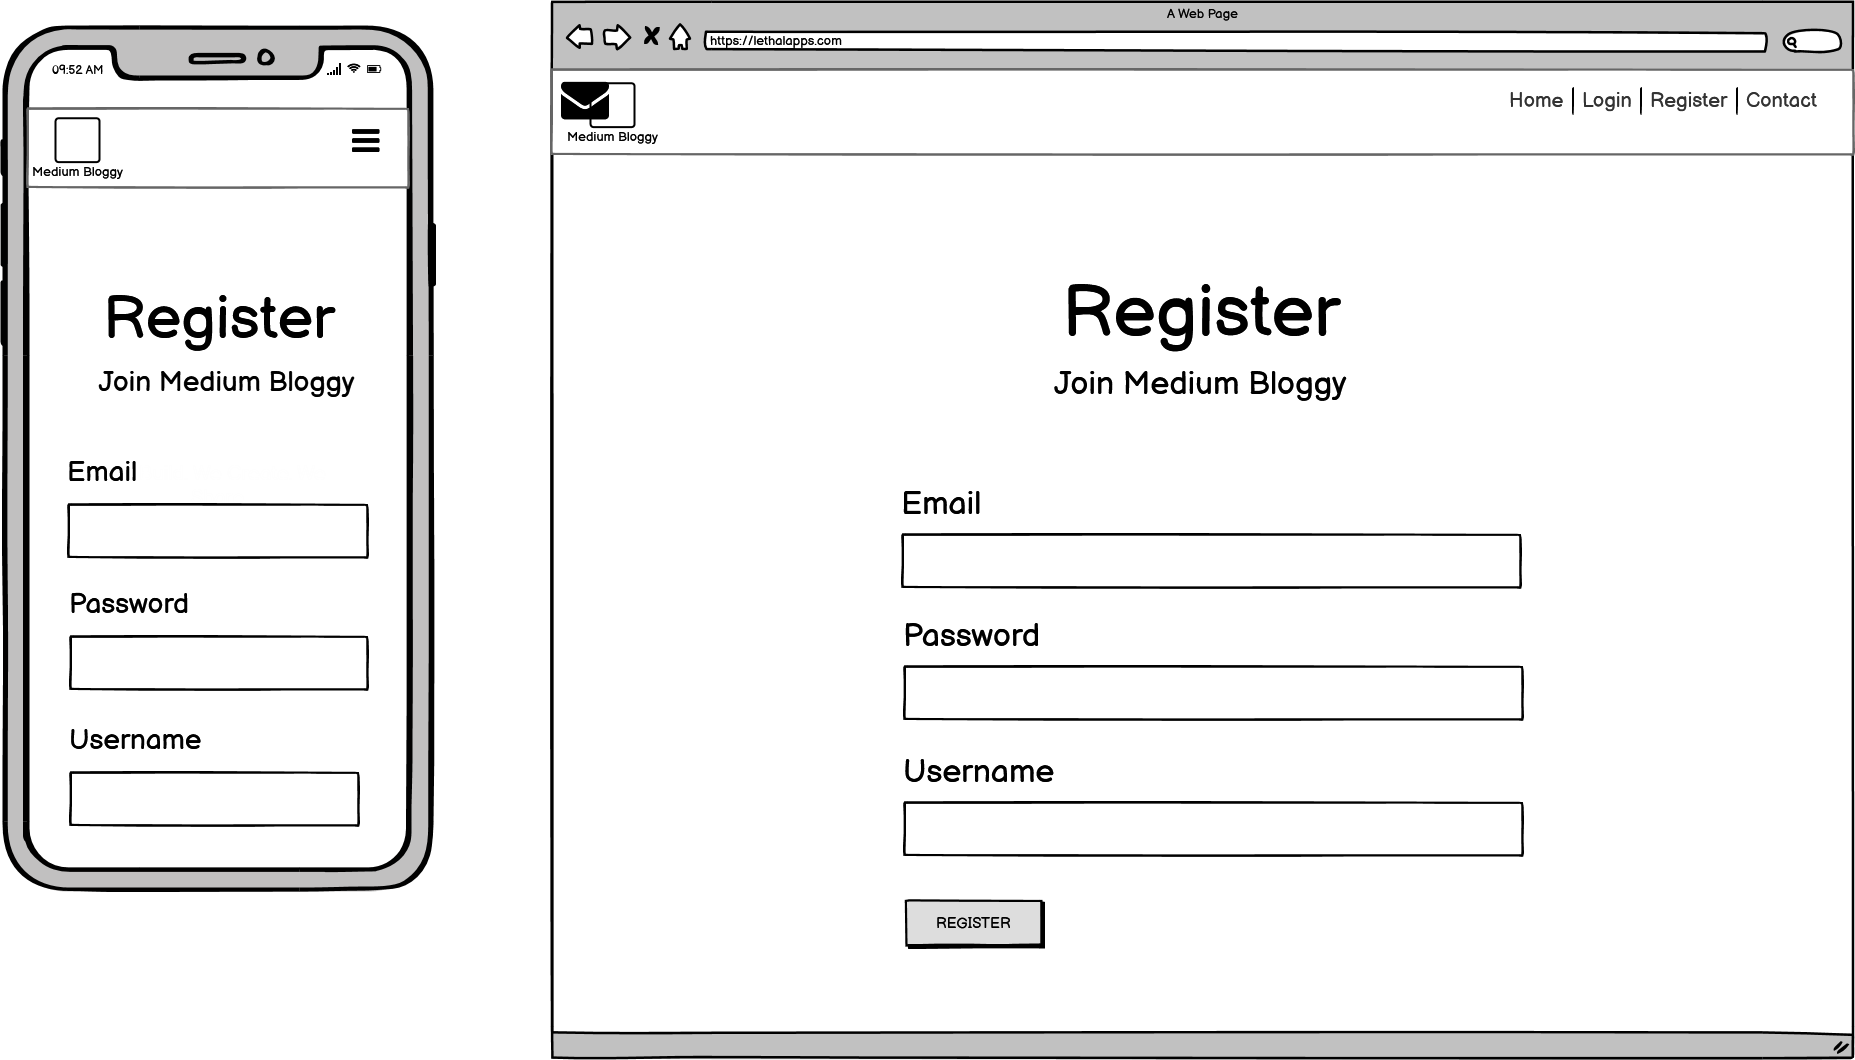 09:52 AM
Medium Bloggy
Register
Join Medium Bloggy
Email
Password
Username
A Web Page
https://lethalapps.com
Medium Bloggy
Home Login Register Contact
Register
Join Medium Bloggy
Email
Password
Username
REGISTER